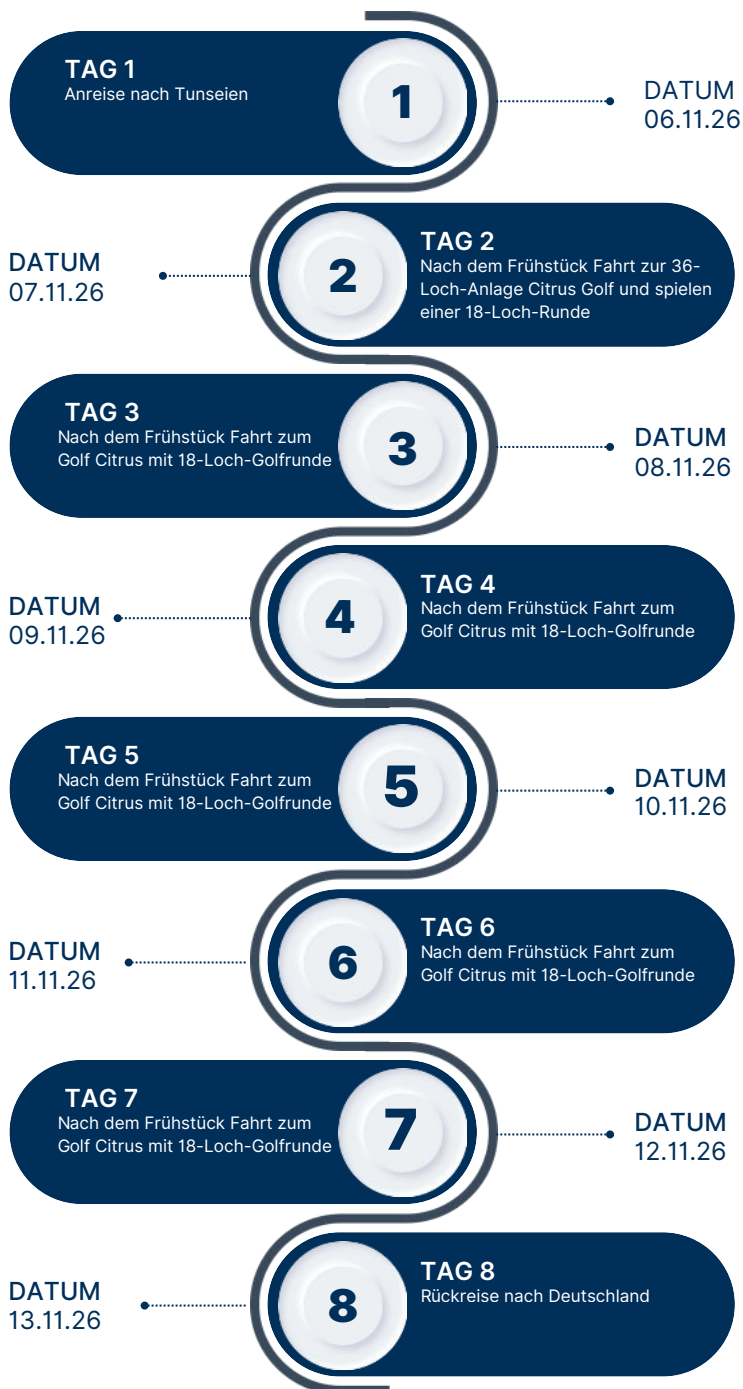 TAG 1
Anreise nach Tunseien
1
DATUM
06.11.26
DATUM
07.11.26
2
TAG 2
Nach dem Frühstück Fahrt zur 36-
Loch-Anlage Citrus Golf und spielen
einer 18-Loch-Runde
TAG 3
Nach dem Frühstück Fahrt zum
Golf Citrus mit 18-Loch-Golfrunde
3
DATUM
08.11.26
DATUM
09.11.26
4
TAG 4
Nach dem Frühstück Fahrt zum
Golf Citrus mit 18-Loch-Golfrunde
TAG 5
Nach dem Frühstück Fahrt zum
Golf Citrus mit 18-Loch-Golfrunde
5
DATUM
10.11.26
DATUM
11.11.26
6
TAG 6
Nach dem Frühstück Fahrt zum
Golf Citrus mit 18-Loch-Golfrunde
TAG 7
Nach dem Frühstück Fahrt zum
Golf Citrus mit 18-Loch-Golfrunde
7
DATUM
12.11.26
DATUM
13.11.26
8
TAG 8
Rückreise nach Deutschland